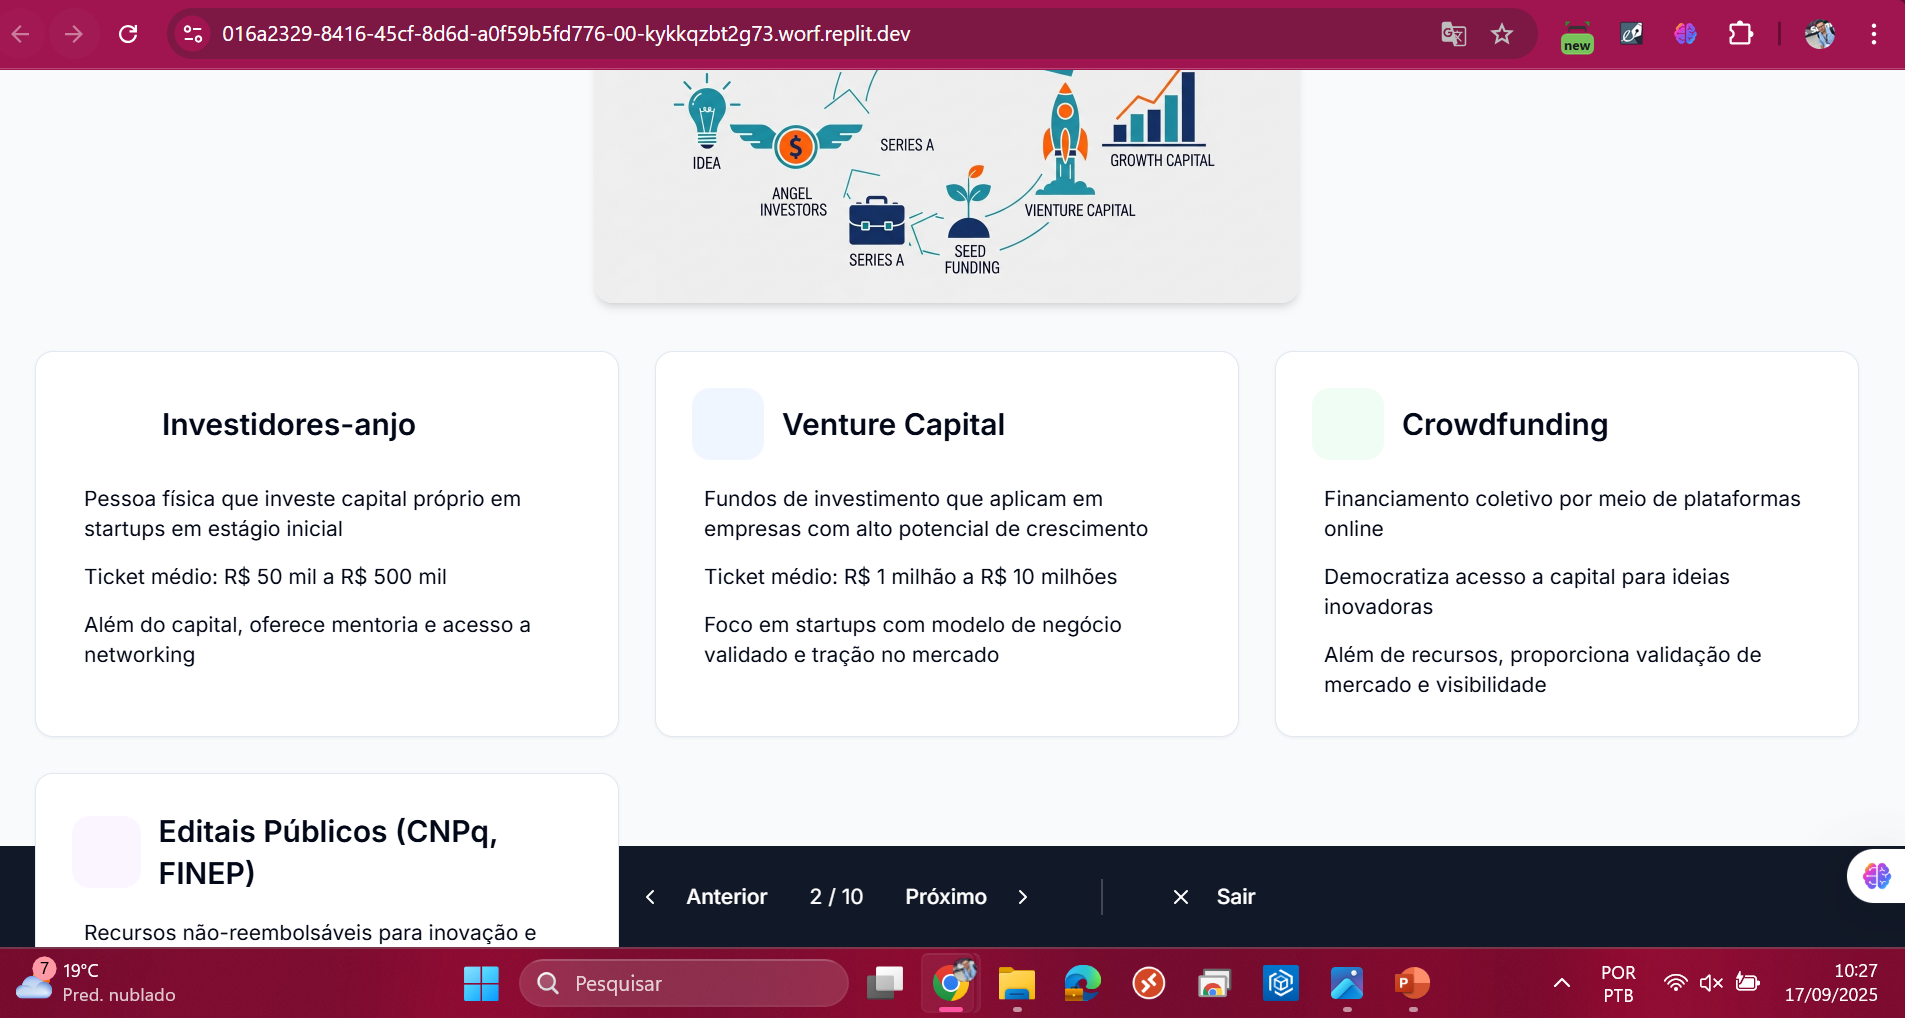 016a2329-8416-45cf-8d6d-a0f59b5fd776-00-kykkqzbt2g73.worf.replit.dev
new
IDEA
$
ANGEL
INVESTORS
SERIES A
SERIES A
SEED
FUNDING
VIENTURE CAPITAL
GROWTH CAPITAL
Investidores-anjo
Pessoa física que investe capital próprio em
startups em estágio inicial
Ticket médio: R$ 50 mil a R$ 500 mil
Além do capital, oferece mentoria e acesso a
networking
Venture Capital
Fundos de investimento que aplicam em
empresas com alto potencial de crescimento
Ticket médio: R$ 1 milhão a R$ 10 milhões
Foco em startups com modelo de negócio
validado e tração no mercado
Crowdfunding
Financiamento coletivo por meio de plataformas
online
Democratiza acesso a capital para ideias
inovadoras
Além de recursos, proporciona validação de
mercado e visibilidade
Editais Públicos (CNPq,
FINEP)
Recursos não-reembolsáveis para inovação e
Anterior
2 / 10
Próximo
Sair
7
19°C
Pred. nublado
Pesquisar
P
POR
PTB
10:27
17/09/2025